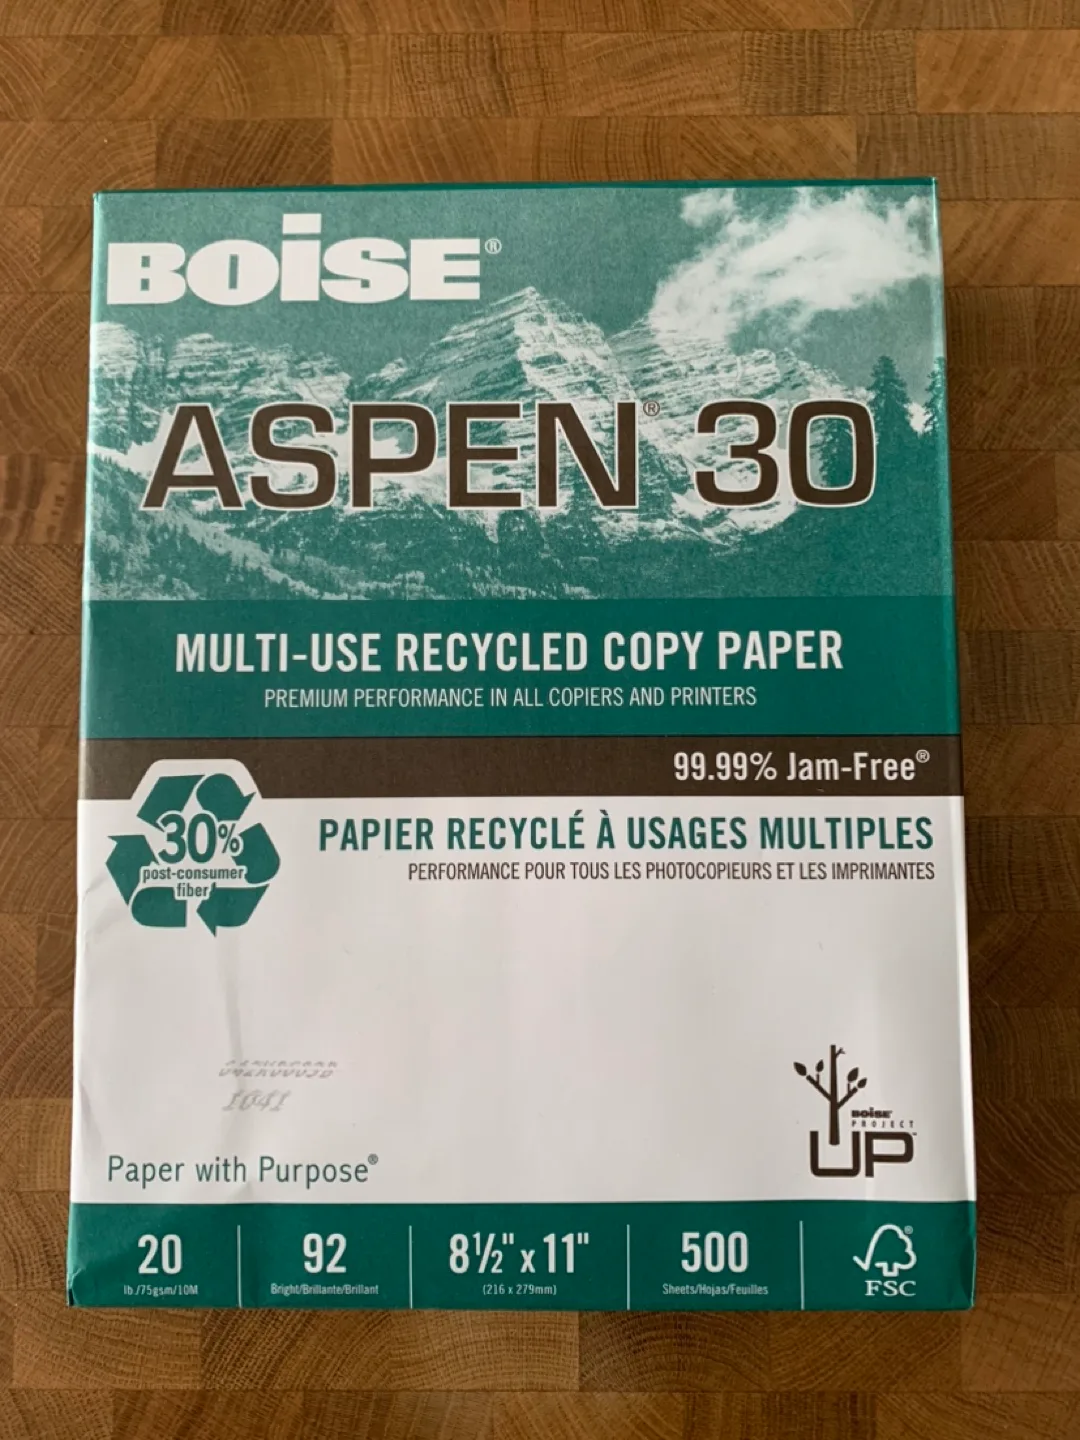 BOiSE®
ASPEN® 30
MULTI-USE RECYCLED COPY PAPER
PREMIUM PERFORMANCE IN ALL COPIERS AND PRINTERS
99.99% Jam-Free®
30%
post-consumer
fiber
PAPIER RECYCLÉ À USAGES MULTIPLES
PERFORMANCE POUR TOUS LES PHOTOCOPIEURS ET LES IMPRIMANTES
1041
BOiSE
PROJECT
UP™
Paper with Purpose®
20
lb./75gsm/10M
92
Bright/Brillante/Brillant
8½" x 11"
(216 x 279mm)
500
Sheets/Hojas/Feuilles
®
FSC